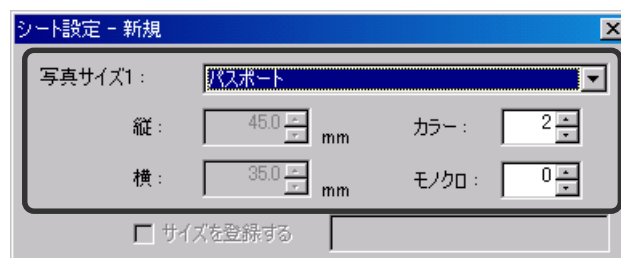 シート設定 - 新規
写真サイズ1： パスポート
縦： 45.0 mm カラー： 2
横： 35.0 mm モノクロ： 0
サイズを登録する